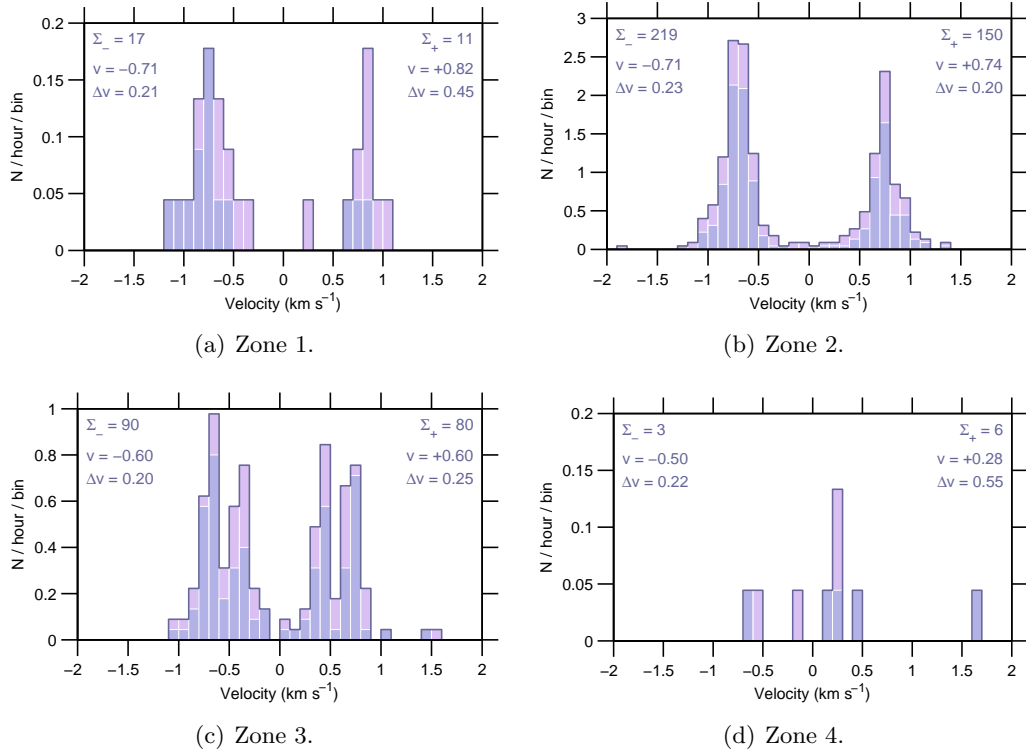 0.2
0.15
0.1
0.05
0
N / hour / bin
Σ₋ = 17
v = −0.71
Δv = 0.21
Σ₊ = 11
v = +0.82
Δv = 0.45
−2 −1.5 −1 −0.5 0 0.5 1 1.5 2
Velocity (km s⁻¹)
(a) Zone 1.
3
2.5
2
1.5
1
0.5
0
N / hour / bin
Σ₋ = 219
v = −0.71
Δv = 0.23
Σ₊ = 150
v = +0.74
Δv = 0.20
−2 −1.5 −1 −0.5 0 0.5 1 1.5 2
Velocity (km s⁻¹)
(b) Zone 2.
1
0.8
0.6
0.4
0.2
0
N / hour / bin
Σ₋ = 90
v = −0.60
Δv = 0.20
Σ₊ = 80
v = +0.60
Δv = 0.25
−2 −1.5 −1 −0.5 0 0.5 1 1.5 2
Velocity (km s⁻¹)
(c) Zone 3.
0.2
0.15
0.1
0.05
0
N / hour / bin
Σ₋ = 3
v = −0.50
Δv = 0.22
Σ₊ = 6
v = +0.28
Δv = 0.55
−2 −1.5 −1 −0.5 0 0.5 1 1.5 2
Velocity (km s⁻¹)
(d) Zone 4.